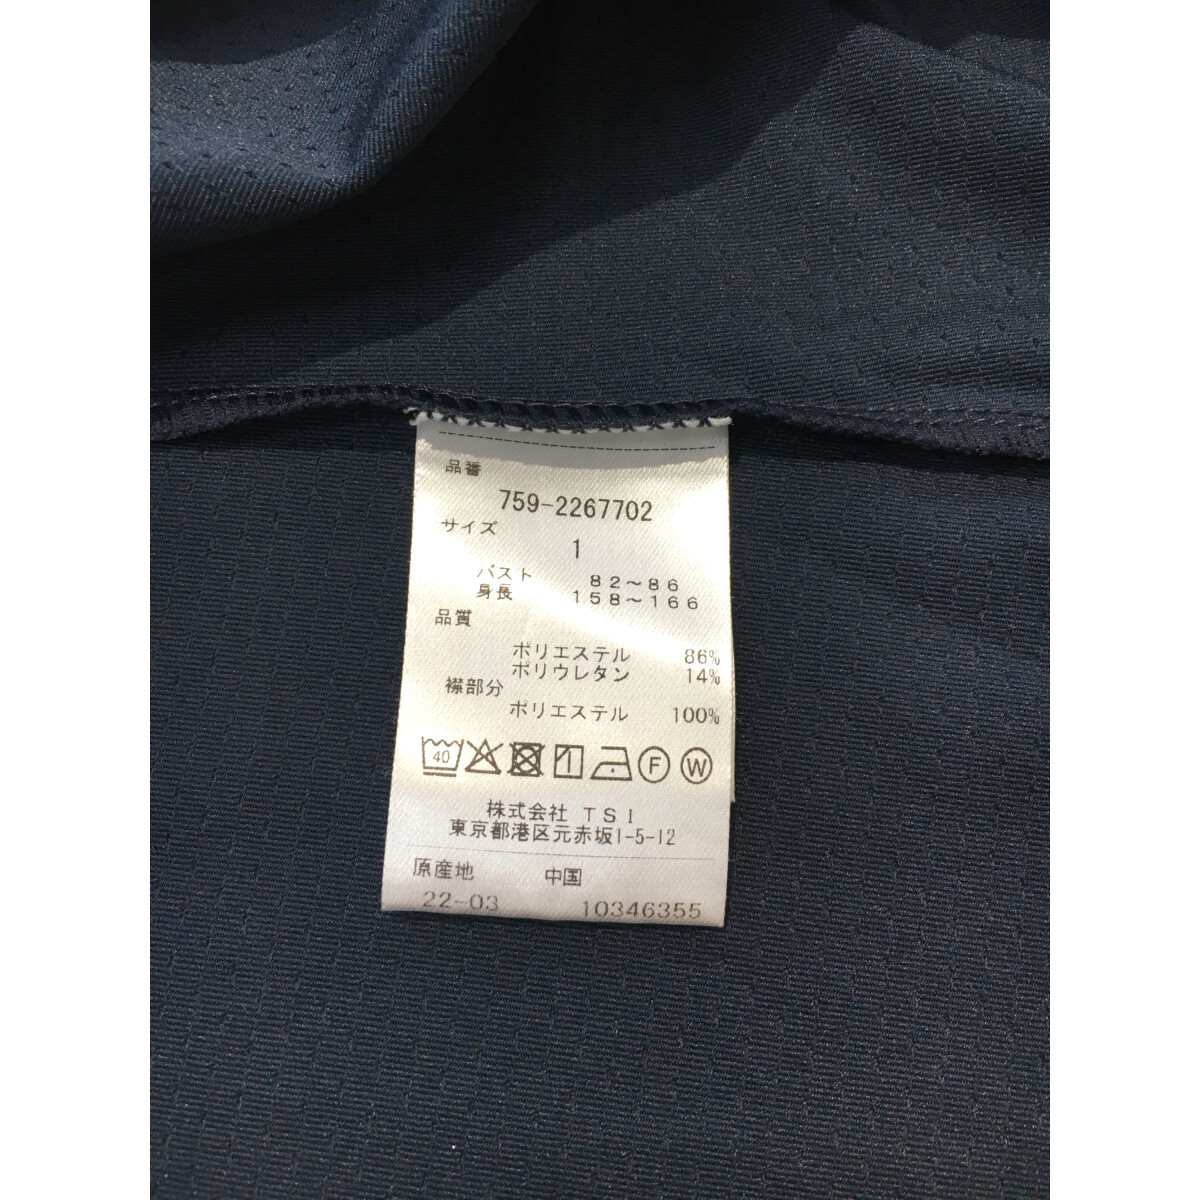 品番
759-2267702
サイズ
1
バスト 82～86
身長 158～166
品質
ポリエステル 86%
ポリウレタン 14%
襟部分
ポリエステル 100%
40 F W
株式会社 TSI
東京都港区元赤坂1-5-12
原産地 中国
22-03 10346355